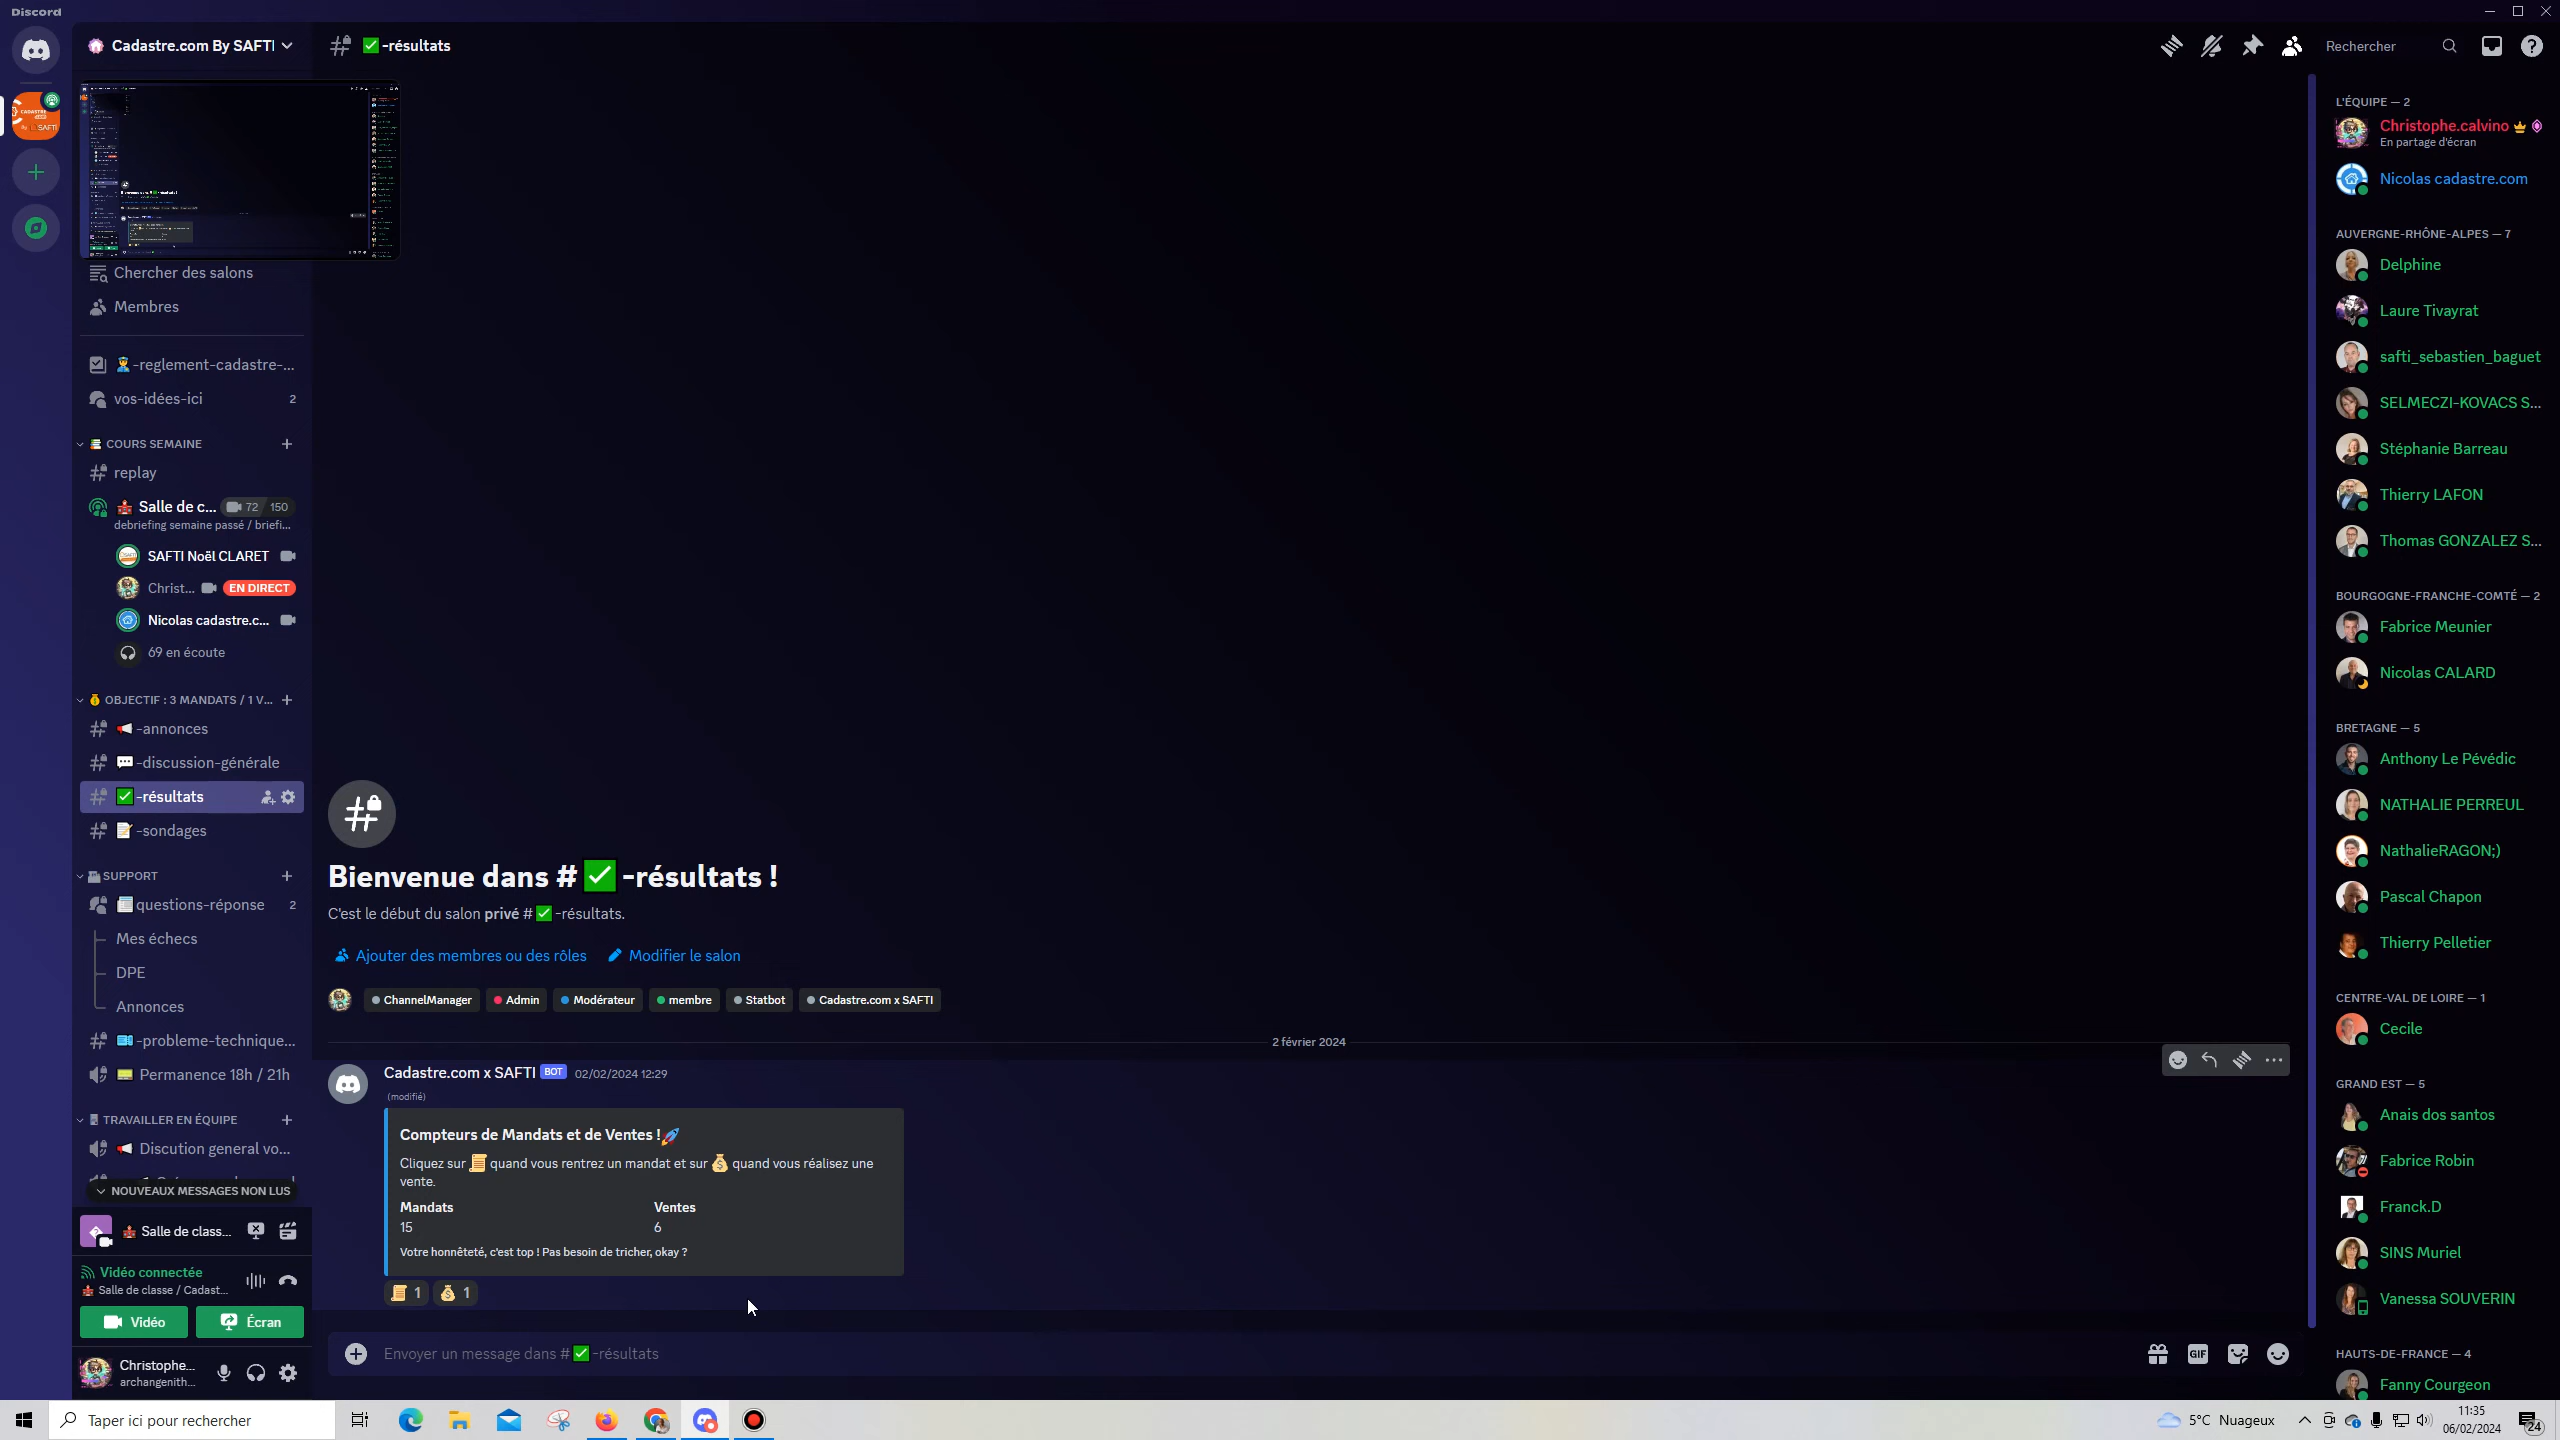 Discord
Cadastre.com By SAFTI
✅-résultats
Rechercher
Chercher des salons
Membres
-reglement-cadastre-...
vos-idées-ici 2
COURS SEMAINE
replay
Salle de c... 72 150
debriefing semaine passé / briefi...
SAFTI Noël CLARET
Christ... EN DIRECT
Nicolas cadastre.c...
69 en écoute
OBJECTIF : 3 MANDATS / 1 V...
-annonces
-discussion-générale
✅-résultats
-sondages
SUPPORT
questions-réponse 2
Mes échecs
DPE
Annonces
-probleme-technique...
Permanence 18h / 21h
TRAVAILLER EN ÉQUIPE
Discution general vo...
NOUVEAUX MESSAGES NON LUS
Salle de class...
Vidéo connectée
Salle de classe / Cadast...
Vidéo
Écran
Christophe...
archangenith...
Bienvenue dans #✅-résultats !
C'est le début du salon privé #✅-résultats.
Ajouter des membres ou des rôles
Modifier le salon
ChannelManager
Admin
Modérateur
membre
Statbot
Cadastre.com x SAFTI
2 février 2024
Cadastre.com x SAFTI BOT 02/02/2024 12:29
(modifié)
Compteurs de Mandats et de Ventes !🚀
Cliquez sur 📜 quand vous rentrez un mandat et sur 💰 quand vous réalisez une
vente.
Mandats Ventes
15 6
Votre honnêteté, c'est top ! Pas besoin de tricher, okay ?
📜 1 💰 1
Envoyer un message dans #✅-résultats
GIF
L'ÉQUIPE — 2
Christophe.calvino
En partage d'écran
Nicolas cadastre.com
AUVERGNE-RHÔNE-ALPES — 7
Delphine
Laure Tivayrat
safti_sebastien_baguet
SELMECZI-KOVACS S...
Stéphanie Barreau
Thierry LAFON
Thomas GONZALEZ S...
BOURGOGNE-FRANCHE-COMTÉ — 2
Fabrice Meunier
Nicolas CALARD
BRETAGNE — 5
Anthony Le Pévédic
NATHALIE PERREUL
NathalieRAGON;)
Pascal Chapon
Thierry Pelletier
CENTRE-VAL DE LOIRE — 1
Cecile
GRAND EST — 5
Anais dos santos
Fabrice Robin
Franck.D
SINS Muriel
Vanessa SOUVERIN
HAUTS-DE-FRANCE — 4
Fanny Courgeon
Taper ici pour rechercher
5°C Nuageux
11:35
06/02/2024
24